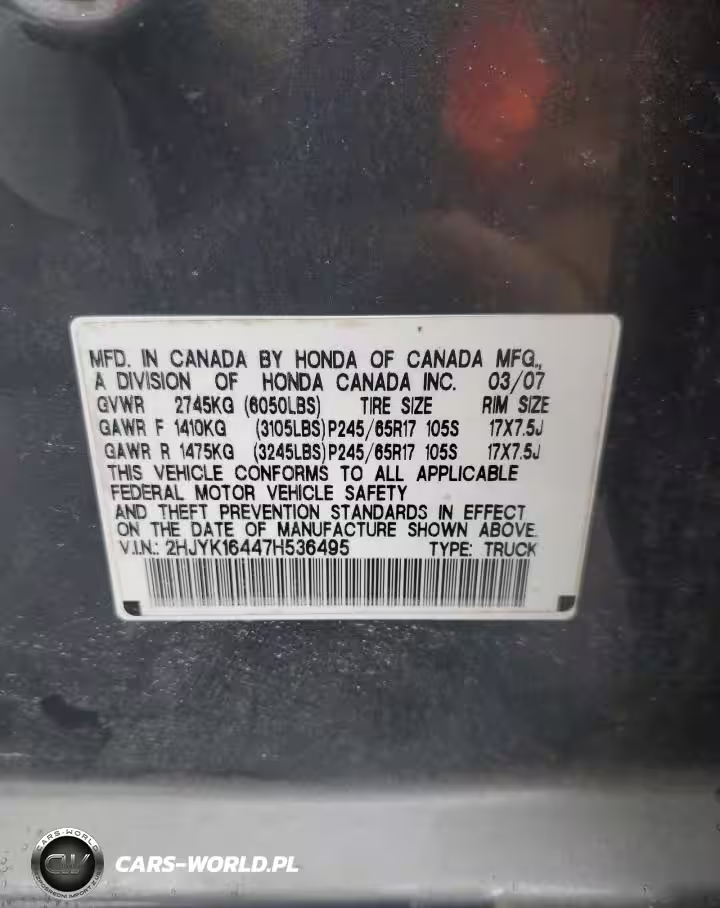 MFD. IN CANADA BY HONDA OF CANADA MFG.,
A DIVISION OF HONDA CANADA INC. 03/07
GVWR 2745KG (6050LBS) TIRE SIZE RIM SIZE
GAWR F 1410KG (3105LBS) P245/65R17 105S 17X7.5J
GAWR R 1475KG (3245LBS) P245/65R17 105S 17X7.5J
THIS VEHICLE CONFORMS TO ALL APPLICABLE
FEDERAL MOTOR VEHICLE SAFETY
AND THEFT PREVENTION STANDARDS IN EFFECT
ON THE DATE OF MANUFACTURE SHOWN ABOVE.
V.I.N.: 2HJYK16447H536495 TYPE: TRUCK
CARS-WORLD
CW
CARS-WORLD.PL